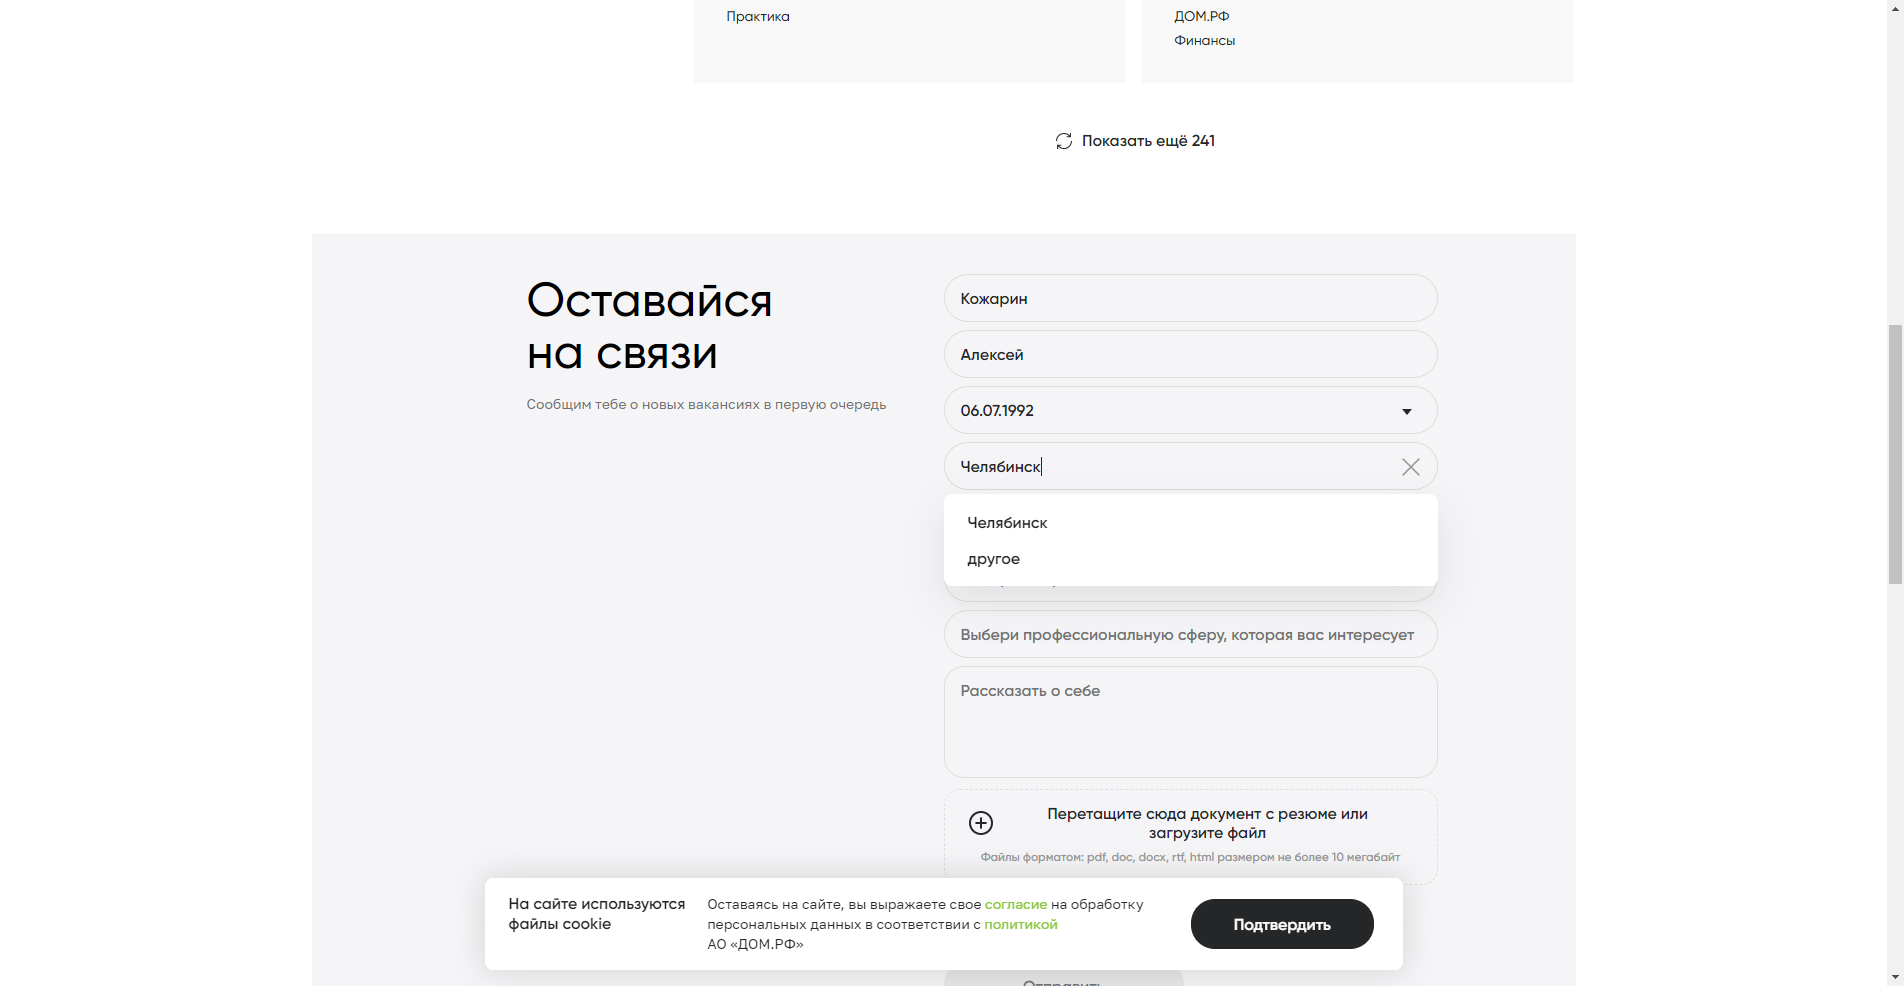 Практика
ДОМ.РФ
Финансы
Показать ещё 241
Оставайся
на связи
Сообщим тебе о новых вакансиях в первую очередь
Кожарин
Алексей
06.07.1992
Челябинск
Челябинск
другое
Выбери профессиональную сферу, которая вас интересует
Рассказать о себе
Перетащите сюда документ с резюме или
загрузите файл
Файлы форматом: pdf, doc, docx, rtf, html размером не более 10 мегабайт
На сайте используются
файлы cookie
Оставаясь на сайте, вы выражаете свое согласие на обработку
персональных данных в соответствии с политикой
АО «ДОМ.РФ»
Подтвердить
Отправить